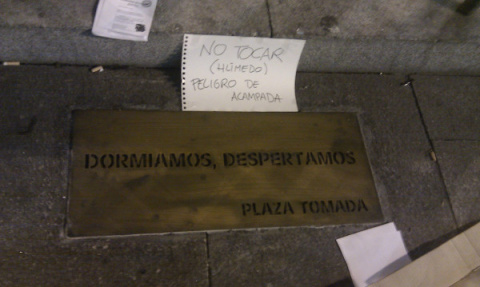 NO TOCAR
(HÚMEDO)
PELIGRO DE
ACAMPADA
DORMIAMOS, DESPERTAMOS
PLAZA TOMADA